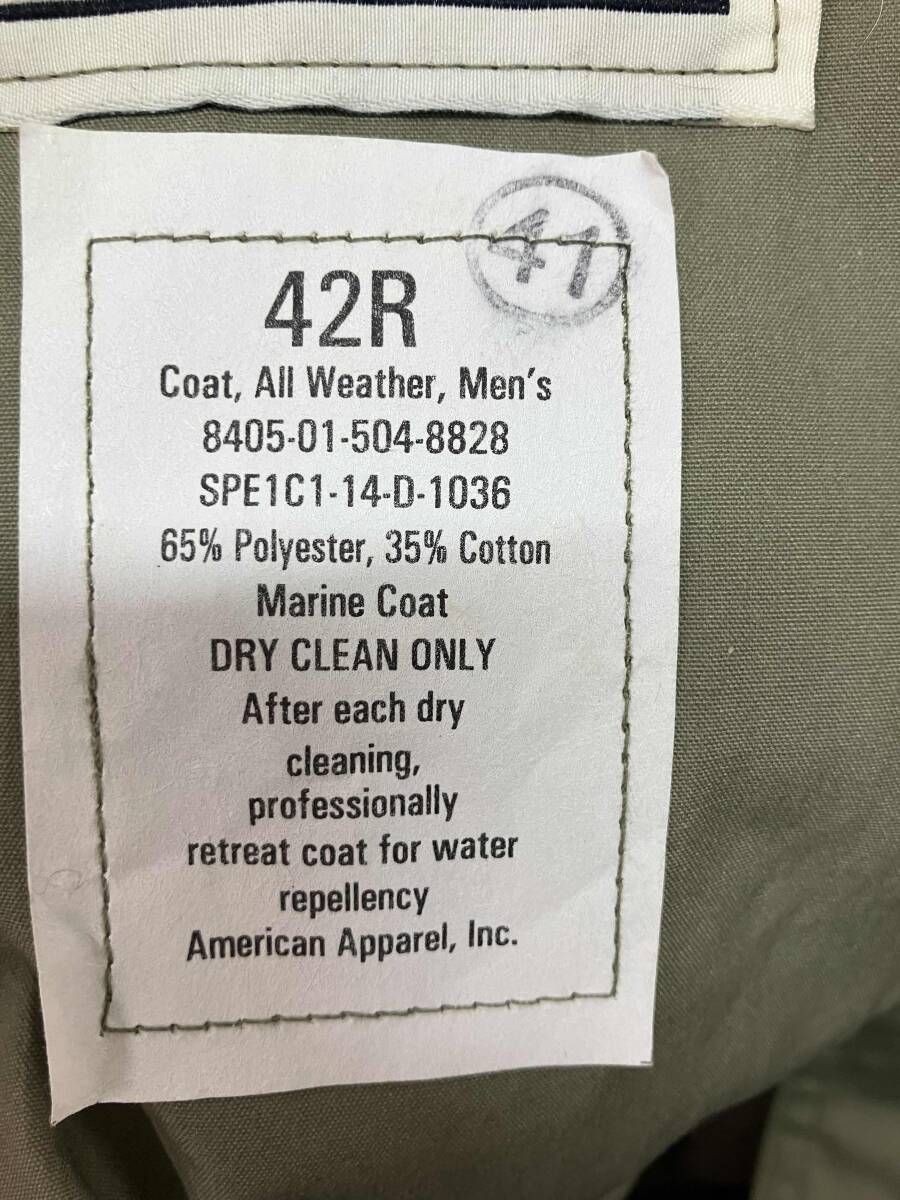 41
42R
Coat, All Weather, Men's
8405-01-504-8828
SPE1C1-14-D-1036
65% Polyester, 35% Cotton
Marine Coat
DRY CLEAN ONLY
After each dry
cleaning,
professionally
retreat coat for water
repellency
American Apparel, Inc.